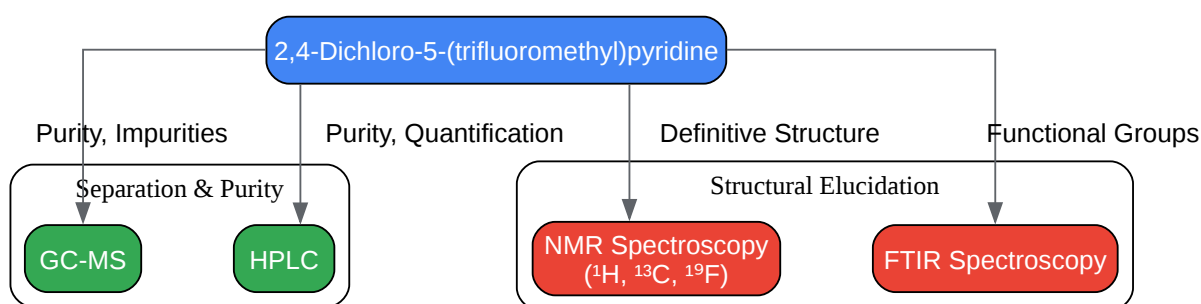 2,4-Dichloro-5-(trifluoromethyl)pyridine
Purity, Impurities
Purity, Quantification
Definitive Structure
Functional Groups
Separation & Purity
Structural Elucidation
GC-MS
HPLC
NMR Spectroscopy
(¹H, ¹³C, ¹⁹F)
FTIR Spectroscopy